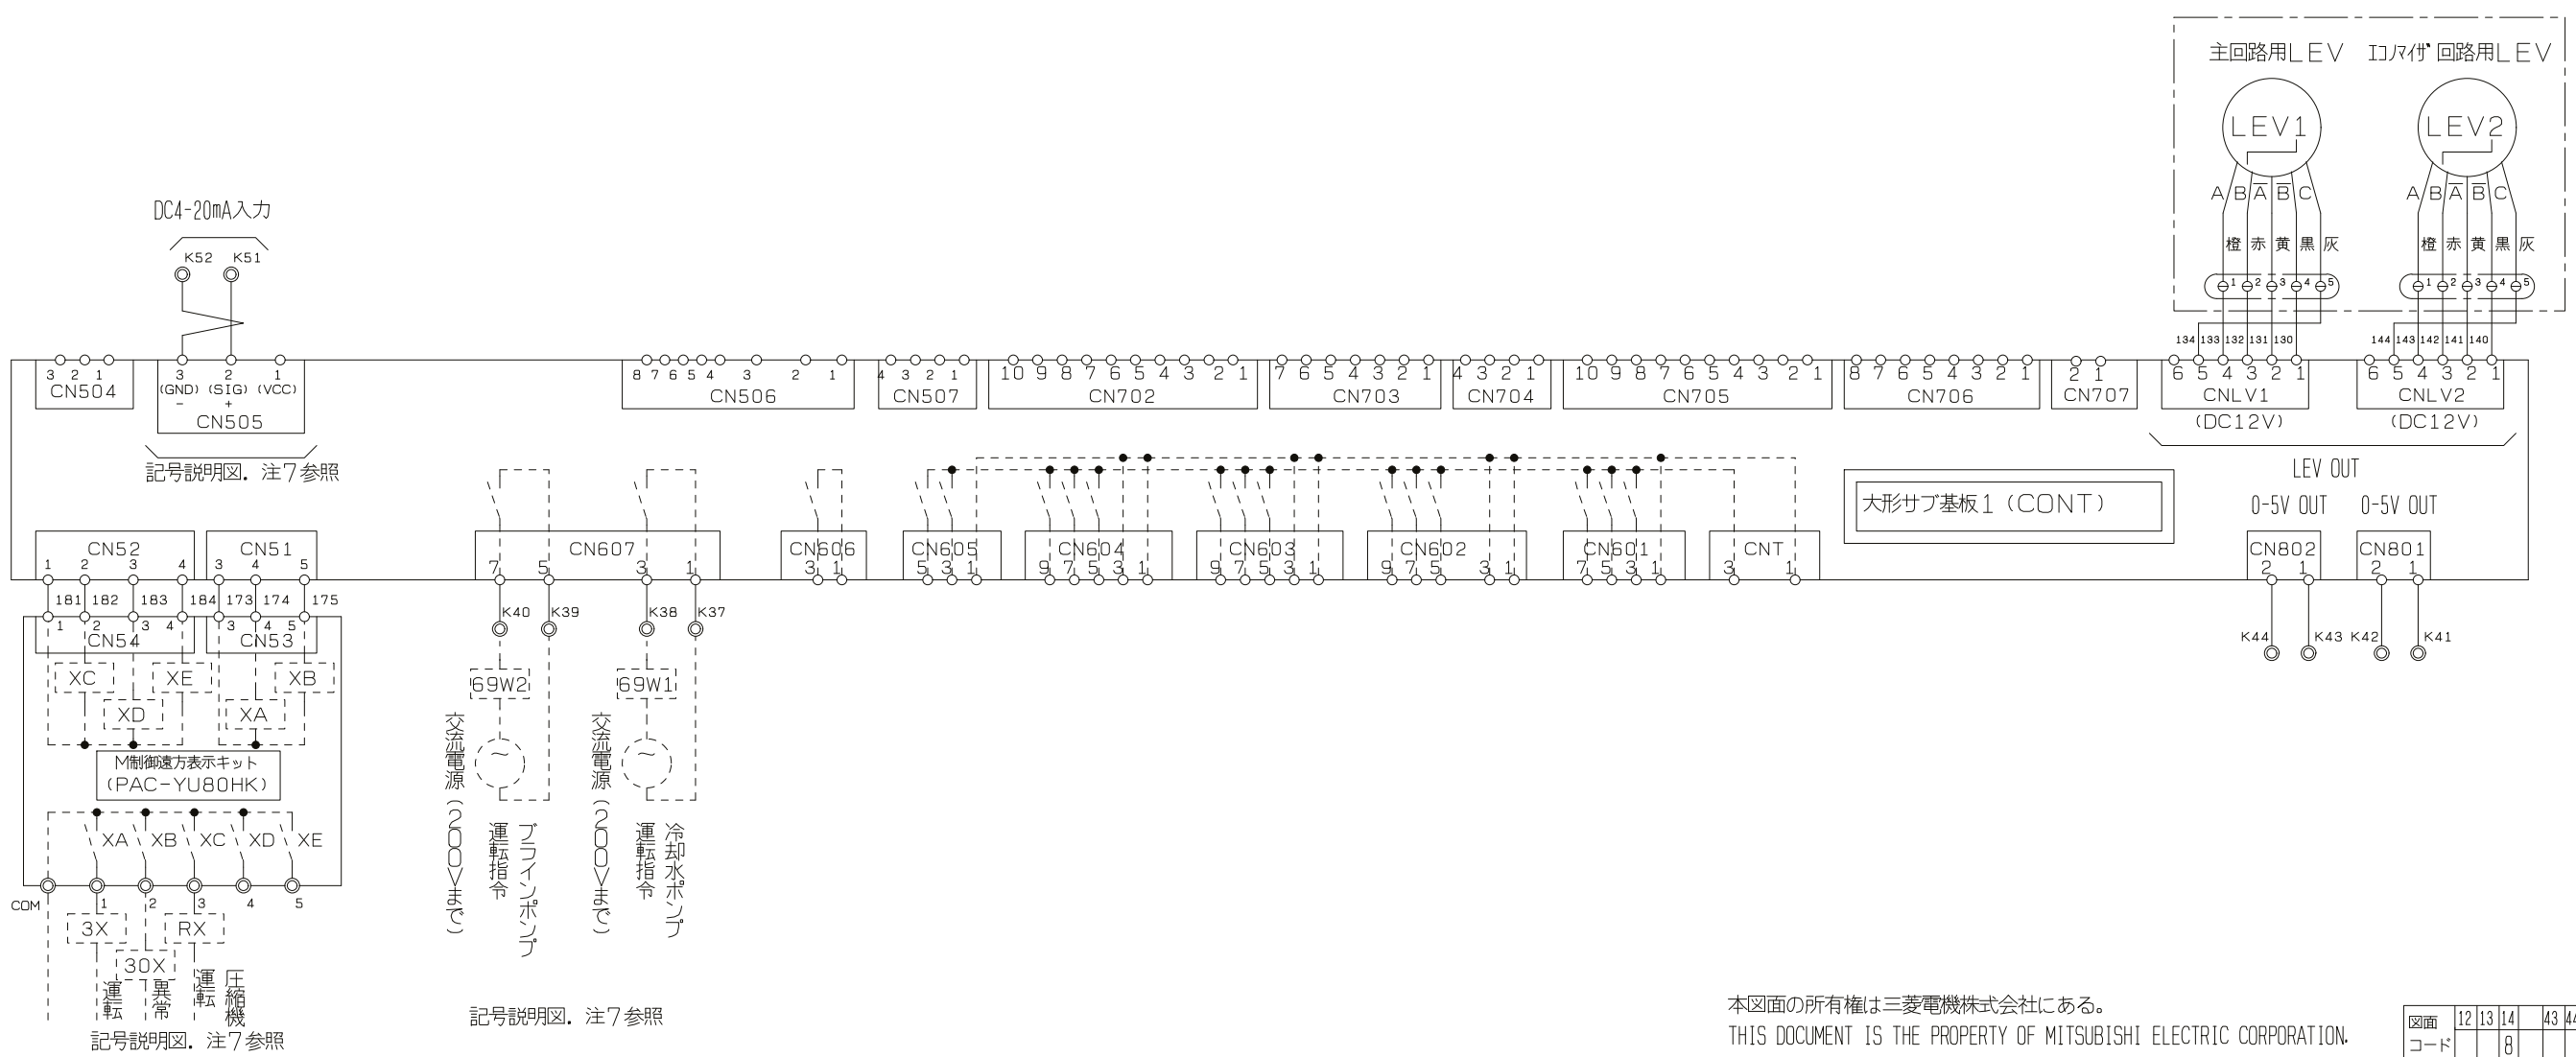 主回路用LEV エコノマイザ回路用LEV
LEV1 LEV2
A B A̅ B̅ C A B A̅ B̅ C
橙 赤 黄 黒 灰 橙 赤 黄 黒 灰
1 2 3 4 5 1 2 3 4 5
134 133 132 131 130 144 143 142 141 140
DC4-20mA入力
K52 K51
3 2 1
CN504
3 2 1
(GND) (SIG) (VCC)
- +
CN505
記号説明図. 注7参照
8 7 6 5 4 3 2 1
CN506
4 3 2 1
CN507
10 9 8 7 6 5 4 3 2 1
CN702
7 6 5 4 3 2 1
CN703
4 3 2 1
CN704
10 9 8 7 6 5 4 3 2 1
CN705
8 7 6 5 4 3 2 1
CN706
2 1
CN707
6 5 4 3 2 1
CNLV1
(DC12V)
6 5 4 3 2 1
CNLV2
(DC12V)
LEV OUT
0-5V OUT 0-5V OUT
大形サブ基板1 (CONT)
CN52
1 2 3 4
CN51
3 4 5
CN607
7 5 3 1
CN606
3 1
CN605
5 3 1
CN604
9 7 5 3 1
CN603
9 7 5 3 1
CN602
9 7 5 3 1
CN601
7 5 3 1
CNT
3 1
CN802
2 1
CN801
2 1
181 182 183 184 173 174 175
1 2 3 4
CN54
3 4 5
CN53
K40 K39 K38 K37
K44 K43 K42 K41
XC XE XB
XD XA
69W2 69W1
M制御遠方表示キット
(PAC-YU80HK)
XA XB XC XD XE
COM 1 2 3 4 5
3X RX
30X
運転
異常
圧縮機
運転
記号説明図. 注7参照
~ ~
交流電源(200Vまで)
ブラインポンプ
運転指令
交流電源(200Vまで)
冷却水ポンプ
運転指令
記号説明図. 注7参照
本図面の所有権は三菱電機株式会社にある。
THIS DOCUMENT IS THE PROPERTY OF MITSUBISHI ELECTRIC CORPORATION.
図面 12 13 14 43 44
コード 8